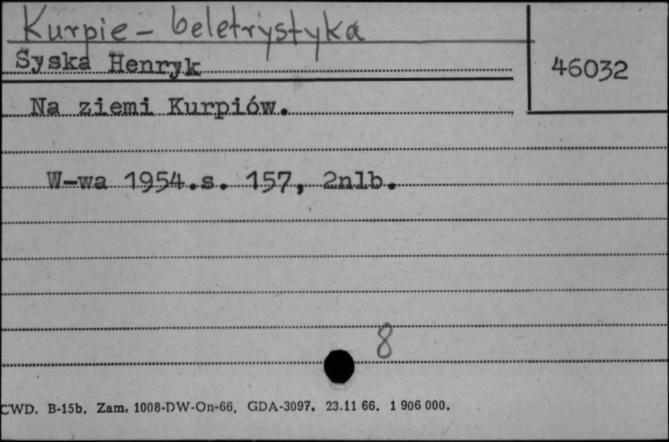 Kurpie - beletrystyka
Syska Henryk
46032
Na ziemi Kurpiów.
W-wa 1954.s. 157, 2nlb.
8
CWD. B-15b. Zam. 1008-DW-On-66. GDA-3097. 23.11 66. 1 906 000.